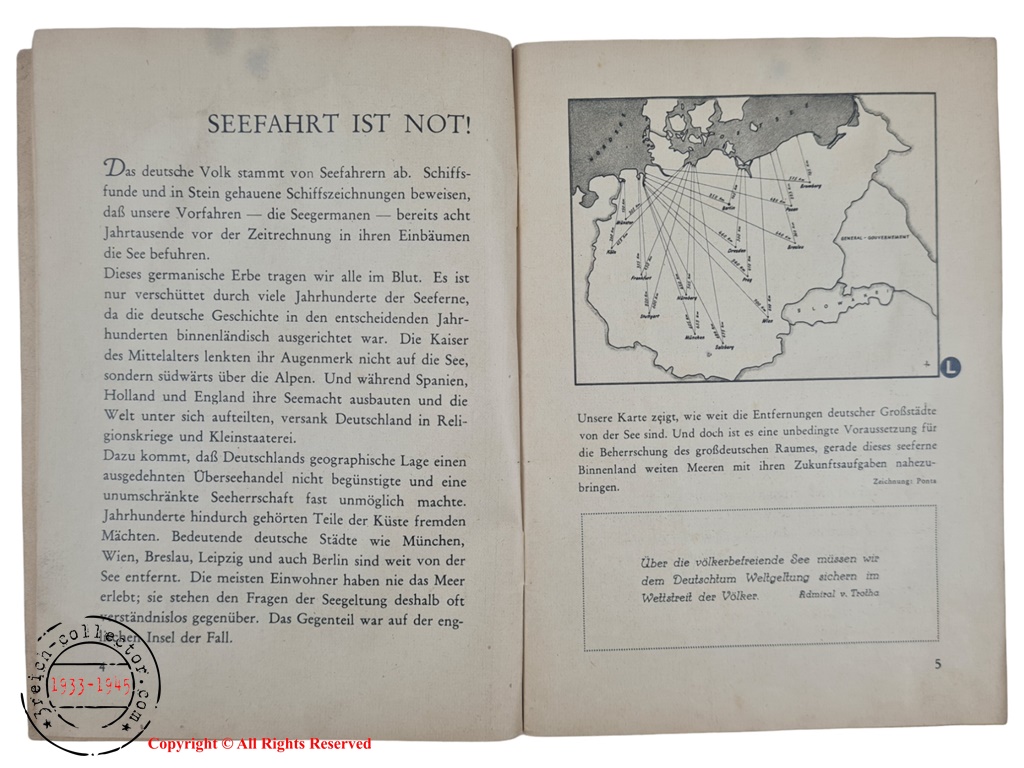 SEEFAHRT IST NOT!
Das deutsche Volk stammt von Seefahrern ab. Schiffs-
funde und in Stein gehauene Schiffszeichnungen beweisen,
daß unsere Vorfahren — die Seegermanen — bereits acht
Jahrtausende vor der Zeitrechnung in ihren Einbäumen
die See befuhren.
Dieses germanische Erbe tragen wir alle im Blut. Es ist
nur verschüttet durch viele Jahrhunderte der Seeferne,
da die deutsche Geschichte in den entscheidenden Jahr-
hunderten binnenländisch ausgerichtet war. Die Kaiser
des Mittelalters lenkten ihr Augenmerk nicht auf die See,
sondern südwärts über die Alpen. Und während Spanien,
Holland und England ihre Seemacht ausbauten und die
Welt unter sich aufteilten, versank Deutschland in Reli-
gionskriege und Kleinstaaterei.
Dazu kommt, daß Deutschlands geographische Lage einen
ausgedehnten Überseehandel nicht begünstigte und eine
unumschränkte Seeherrschaft fast unmöglich machte.
Jahrhunderte hindurch gehörten Teile der Küste fremden
Mächten. Bedeutende deutsche Städte wie München,
Wien, Breslau, Leipzig und auch Berlin sind weit von der
See entfernt. Die meisten Einwohner haben nie das Meer
erlebt; sie stehen den Fragen der Seegeltung deshalb oft
verständnislos gegenüber. Das Gegenteil war auf der eng-
lischen Insel der Fall.
4
3reich-collector.com
1933-1945
Copyright © All Rights Reserved
NORDSEE
OSTSEE
Bromberg
Münster
Berlin
Posen
GENERAL-GOUVERNEMENT
Köln
Dresden
Breslau
Frankfurt
Prag
Nürnberg
SLOWAKEI
Stuttgart
Wien
München
Salzburg
L
Unsere Karte zeigt, wie weit die Entfernungen deutscher Großstädte
von der See sind. Und doch ist es eine unbedingte Voraussetzung für
die Beherrschung des großdeutschen Raumes, gerade dieses seeferne
Binnenland weiten Meeren mit ihren Zukunftsaufgaben nahezu-
bringen.
Zeichnung: Ponta
Über die völkerbefreiende See müssen wir
dem Deutschtum Weltgeltung sichern im
Wettstreit der Völker.
Admiral v. Trotha
5